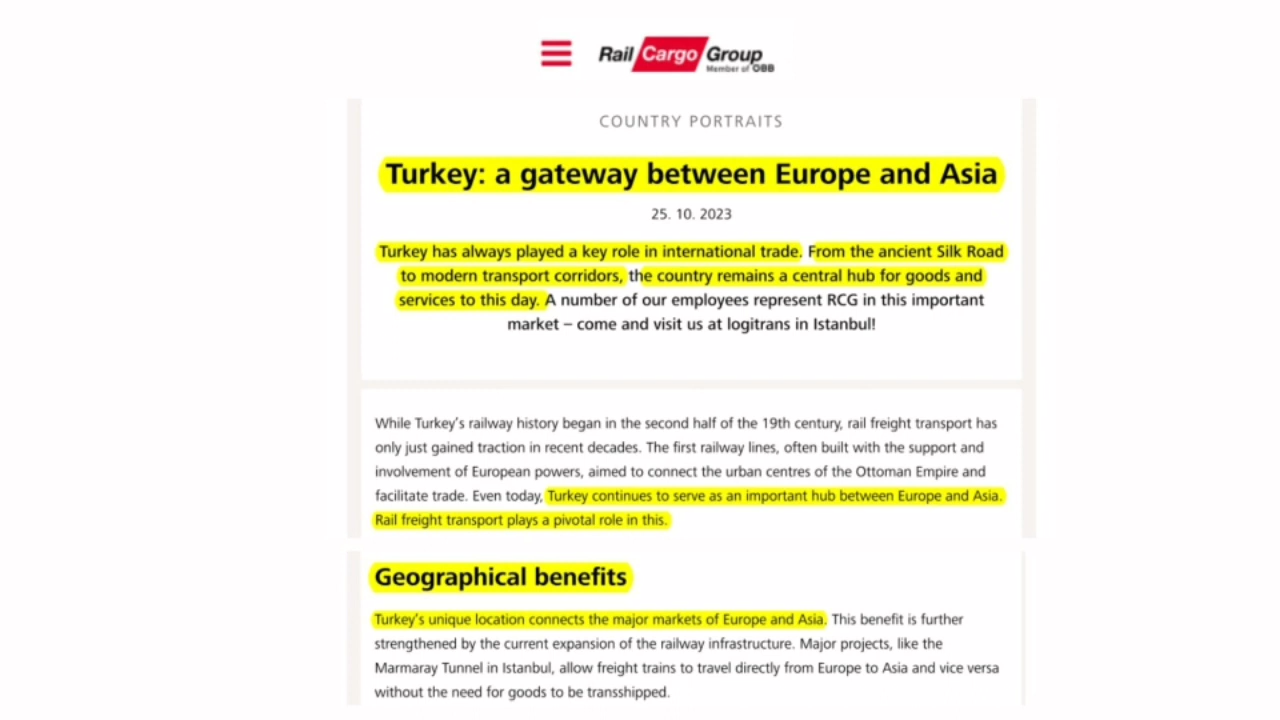 Rail Cargo Group
Member of ÖBB
COUNTRY PORTRAITS
Turkey: a gateway between Europe and Asia
25. 10. 2023
Turkey has always played a key role in international trade. From the ancient Silk Road
to modern transport corridors, the country remains a central hub for goods and
services to this day. A number of our employees represent RCG in this important
market – come and visit us at logitrans in Istanbul!
While Turkey's railway history began in the second half of the 19th century, rail freight transport has
only just gained traction in recent decades. The first railway lines, often built with the support and
involvement of European powers, aimed to connect the urban centres of the Ottoman Empire and
facilitate trade. Even today, Turkey continues to serve as an important hub between Europe and Asia.
Rail freight transport plays a pivotal role in this.
Geographical benefits
Turkey's unique location connects the major markets of Europe and Asia. This benefit is further
strengthened by the current expansion of the railway infrastructure. Major projects, like the
Marmaray Tunnel in Istanbul, allow freight trains to travel directly from Europe to Asia and vice versa
without the need for goods to be transshipped.